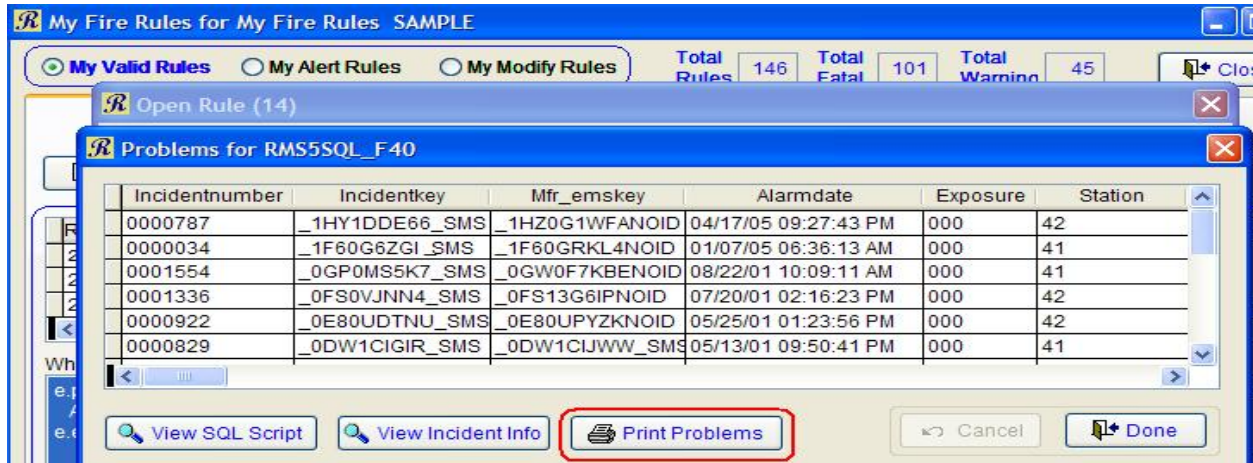 R My Fire Rules for My Fire Rules SAMPLE
My Valid Rules My Alert Rules My Modify Rules Total Rules 146 Total Fatal 101 Total Warning 45 Clos
R Open Rule (14)
R Problems for RMS5SQL_F40
Incidentnumber Incidentkey Mfr_emskey Alarmdate Exposure Station
0000787 _1HY1DDE66_SMS _1HZ0G1WFANOID 04/17/05 09:27:43 PM 000 42
0000034 _1F60G6ZGI_SMS _1F60GRKL4NOID 01/07/05 06:36:13 AM 000 41
0001554 _0GP0MS5K7_SMS _0GW0F7KBENOID 08/22/01 10:09:11 AM 000 41
0001336 _0FS0VJNN4_SMS _0FS13G6IPNOID 07/20/01 02:16:23 PM 000 42
0000922 _0E80UDTNU_SMS _0E80UPYZKNOID 05/25/01 01:23:56 PM 000 42
0000829 _0DW1CIGIR_SMS _0DW1CIJWW_SMS 05/13/01 09:50:41 PM 000 41
Wh
e.p
e.e
View SQL Script View Incident Info Print Problems Cancel Done